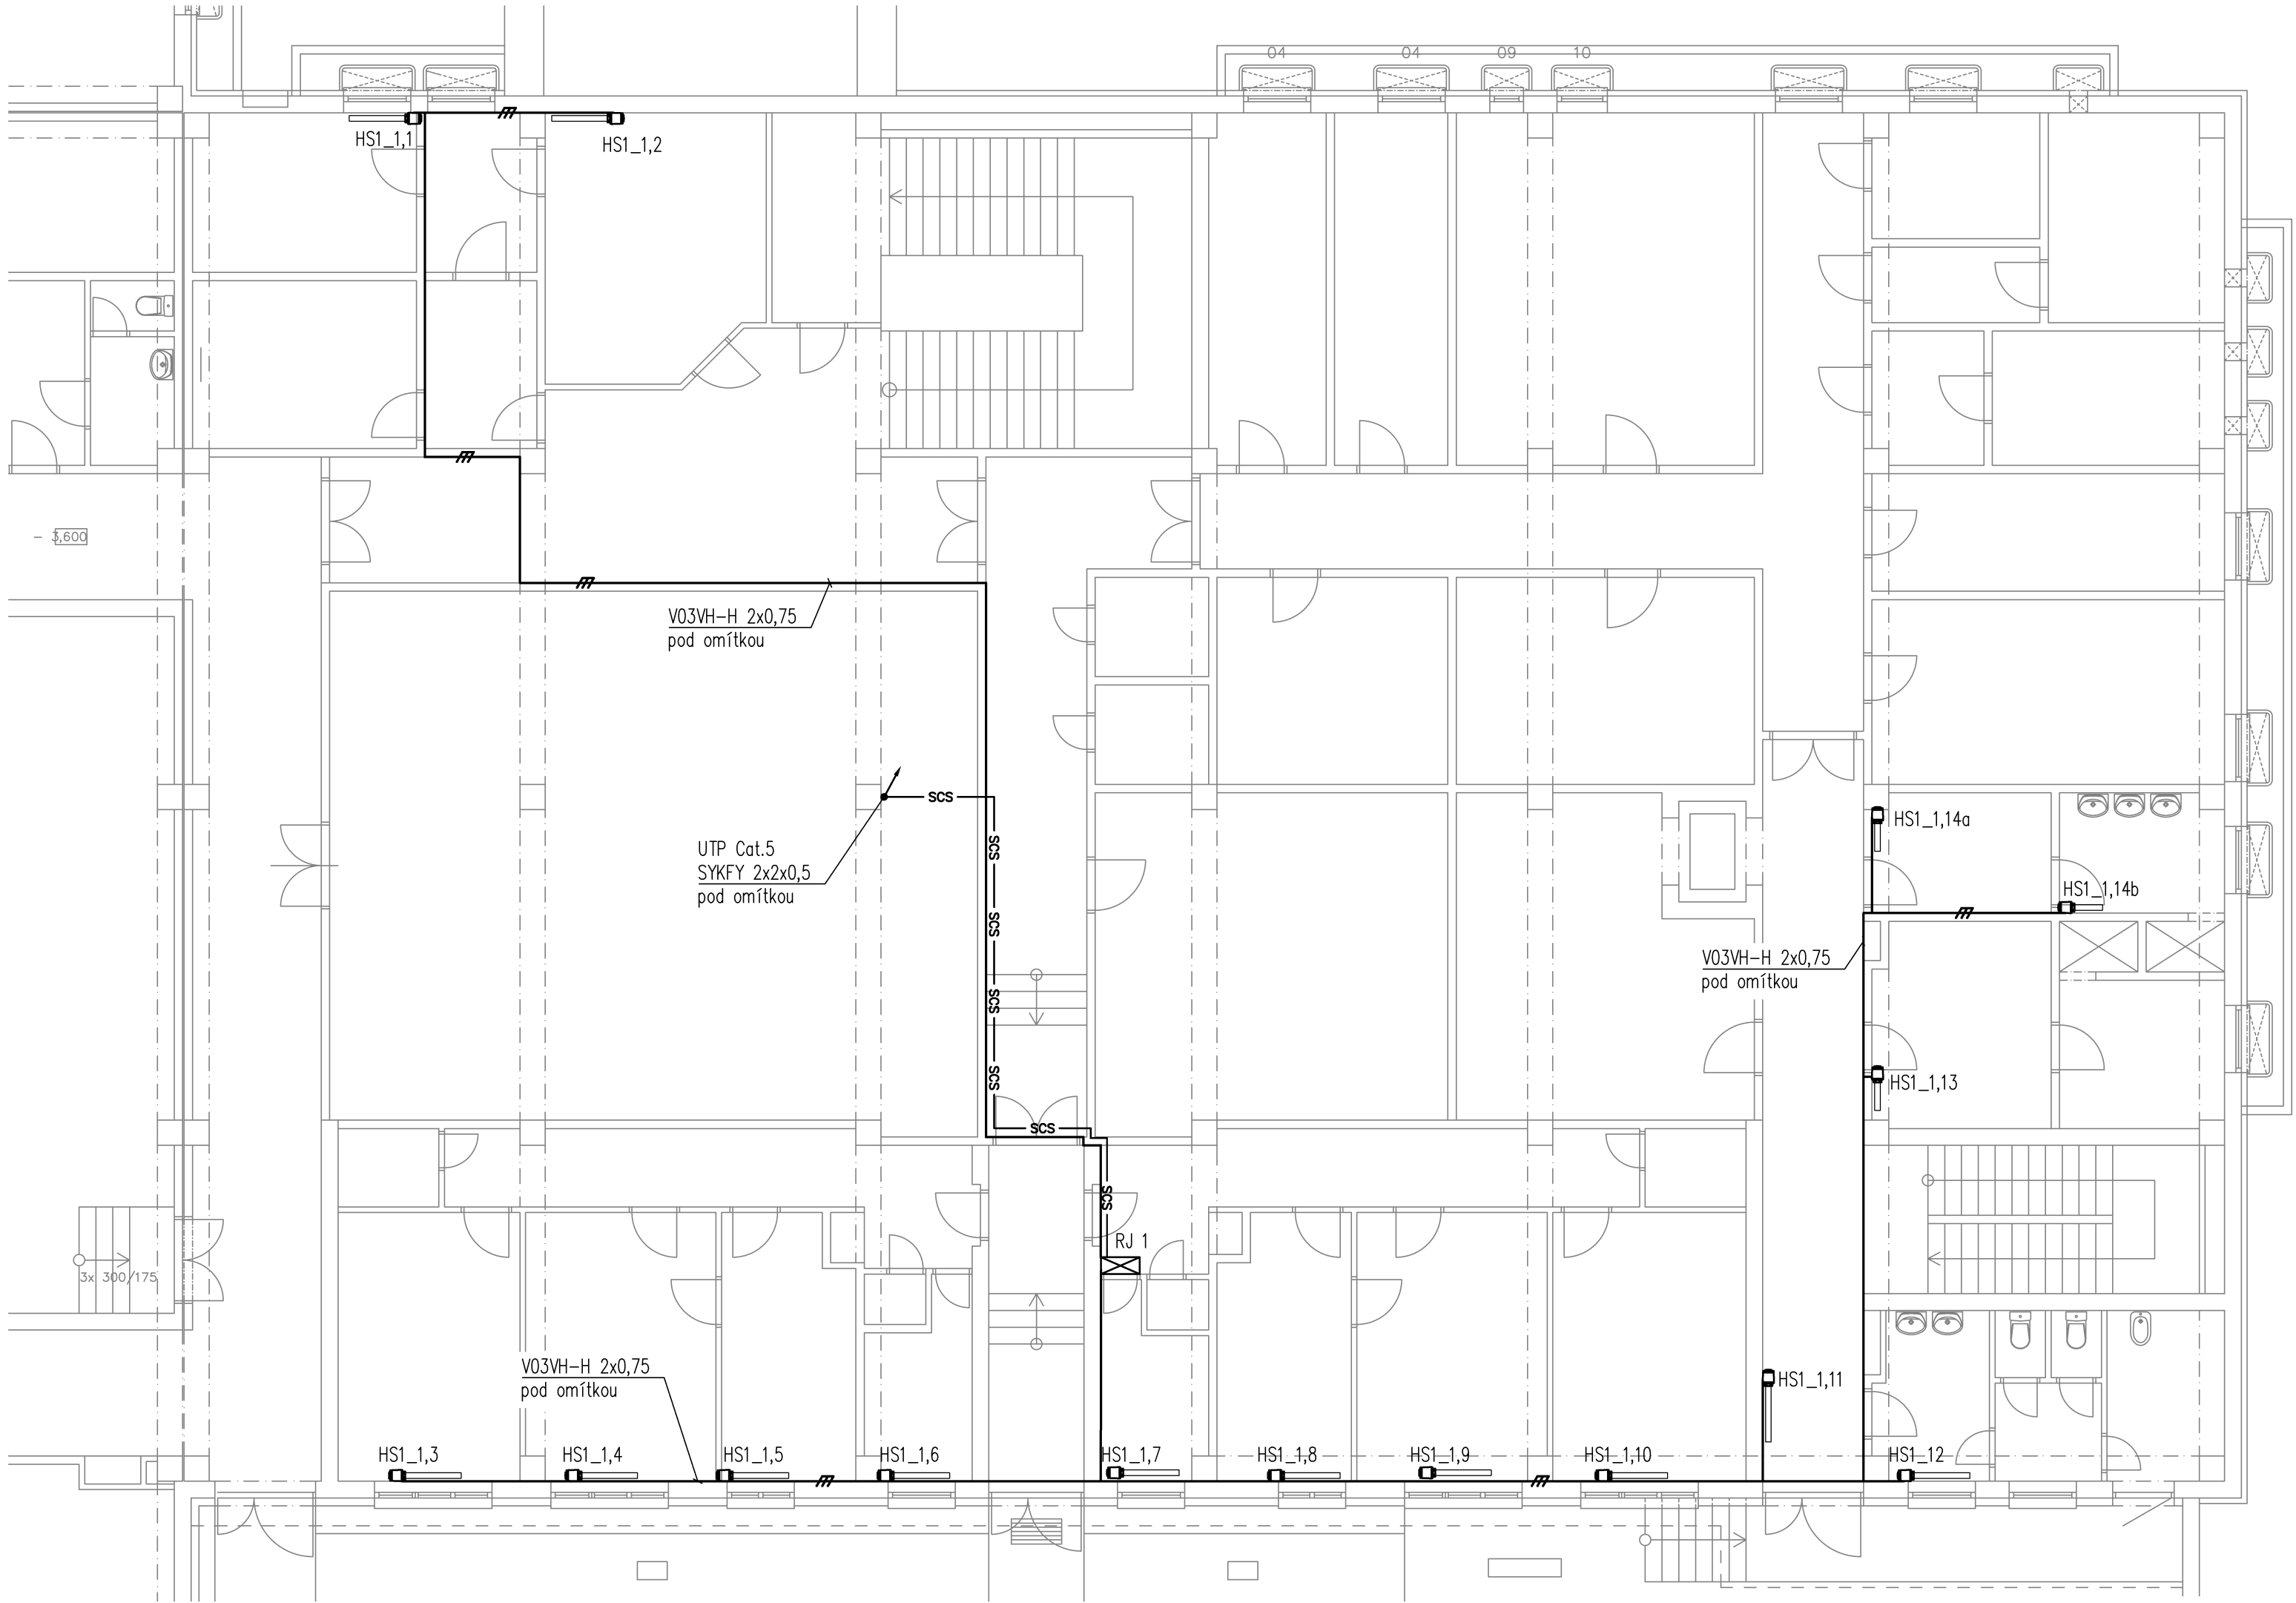 04
04
09
10
HS1_1,1
HS1_1,2
- 3,600
V03VH-H 2x0,75
pod omítkou
SCS
UTP Cat.5
SYKFY 2x2x0,5
pod omítkou
SCS
SCS
SCS
SCS
SCS
SCS
HS1_1,14a
HS1_1,14b
V03VH-H 2x0,75
pod omítkou
HS1_1,13
RJ 1
3x 300/175
V03VH-H 2x0,75
pod omítkou
HS1_1,11
HS1_1,3
HS1_1,4
HS1_1,5
HS1_1,6
HS1_1,7
HS1_1,8
HS1_1,9
HS1_1,10
HS1_12